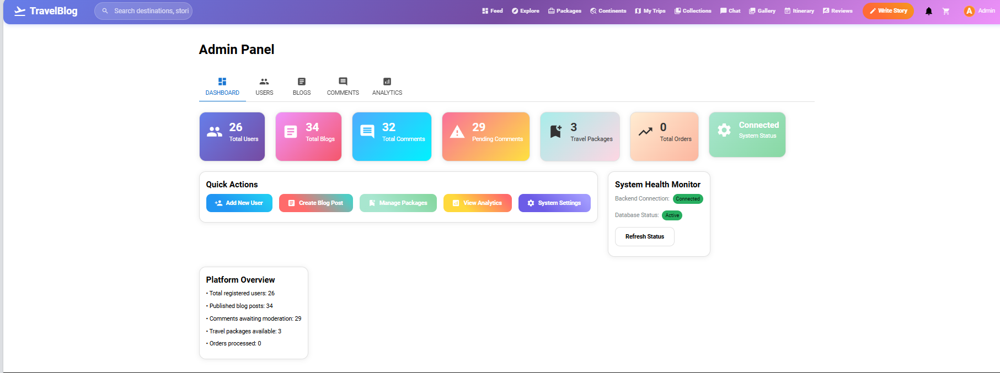 TravelBlog
Search destinations, stori
Feed
Explore
Packages
Continents
My Trips
Collections
Chat
Gallery
Itinerary
Reviews
Write Story
A
Admin
Admin Panel
DASHBOARD
USERS
BLOGS
COMMENTS
ANALYTICS
26
Total Users
34
Total Blogs
32
Total Comments
29
Pending Comments
3
Travel Packages
0
Total Orders
Connected
System Status
Quick Actions
Add New User
Create Blog Post
Manage Packages
View Analytics
System Settings
System Health Monitor
Backend Connection: Connected
Database Status: Active
Refresh Status
Platform Overview
• Total registered users: 26
• Published blog posts: 34
• Comments awaiting moderation: 29
• Travel packages available: 3
• Orders processed: 0